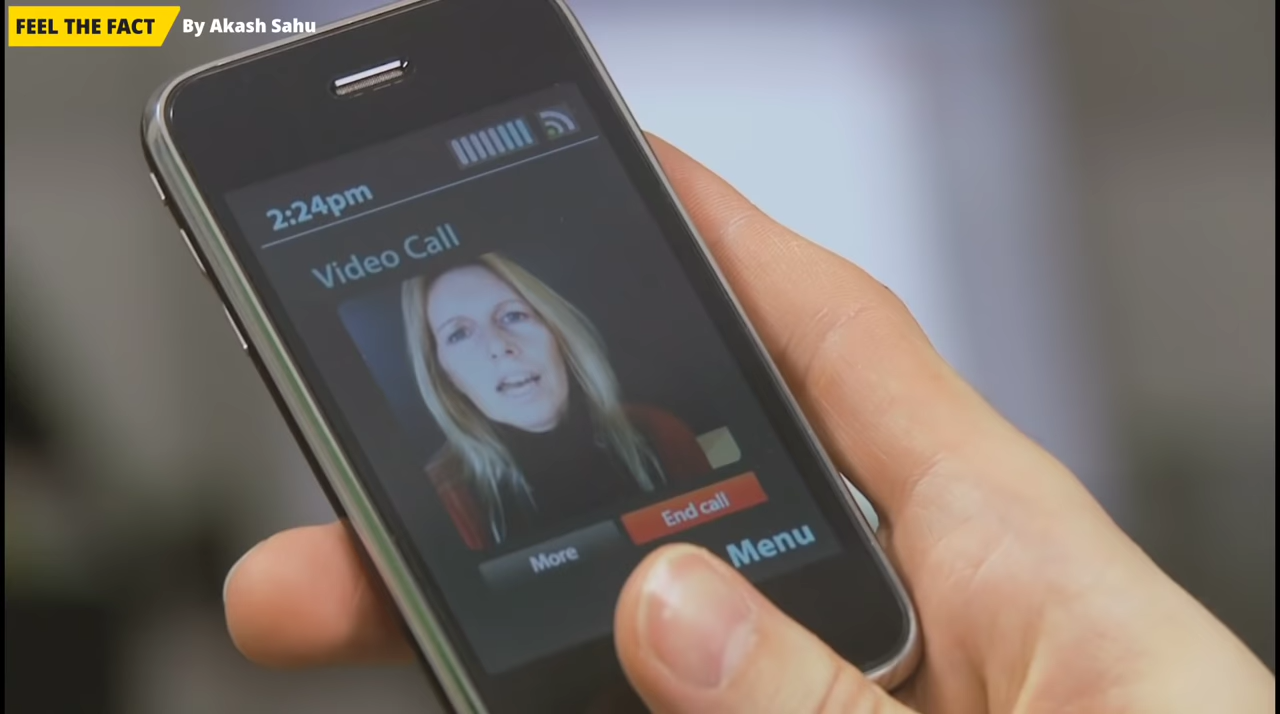 FEEL THE FACT By Akash Sahu
2:24pm
Video Call
End call
More
Menu